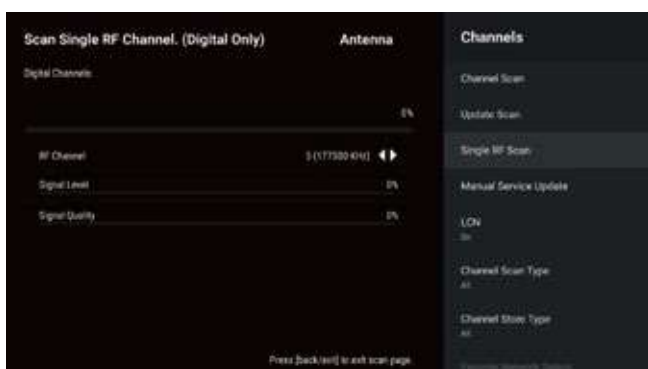 Scan Single RF Channel. (Digital Only)
Antenna
Digital Channels:
0%
RF Channel
5 (177500 KHz)
Signal Level
0%
Signal Quality
0%
Press [back/exit] to exit scan page.
Channels
Channel Scan
Update Scan
Single RF Scan
Manual Service Update
LCN
On
Channel Scan Type
All
Channel Store Type
All